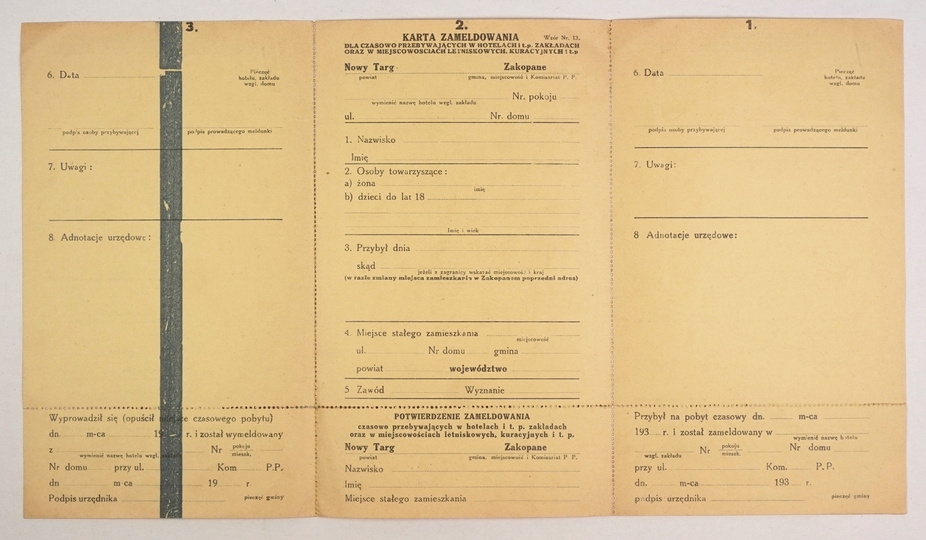 3.
6. Data
Pieczęć
hotelu, zakładu
wzgl. domu
podpis osoby przybywającej podpis prowadzącego meldunki
7. Uwagi:
8. Adnotacje urzędowe:
Wyprowadził się (opuścił czasowego pobytu)
dn. m-ca 19 r. i został wymeldowany
z Nr pokoju
mieszk.
wymienić nazwę hotelu wzgl.
Nr domu przy ul. Kom P.P.
dn m-ca 19 r.
Podpis urzędnika pieczęć gminy
2.
KARTA ZAMELDOWANIA Wzór Nr. 13.
DLA CZASOWO PRZEBYWAJĄCYCH W HOTELACH i t.p. ZAKŁADACH
ORAZ W MIEJSCOWOŚCIACH LETNISKOWYCH, KURACYJNYCH i t.p
Nowy Targ Zakopane
powiat gmina, miejscowość i Komisariat P. P.
Nr. pokoju
wymienić nazwę hotelu wzgl. zakładu
ul. Nr. domu
1. Nazwisko
Imię
2. Osoby towarzyszące:
a) żona
imię
b) dzieci do lat 18
Imię i wiek
3. Przybył dnia
skąd
jeżeli z zagranicy wskazać miejscowość i kraj
(w razie zmiany miejsca zamieszkania w Zakopanem poprzedni adres)
4. Miejsce stałego zamieszkania
miejscowość
ul. Nr domu gmina
powiat województwo
5 Zawód Wyznanie
POTWIERDZENIE ZAMELDOWANIA
czasowo przebywających w hotelach i t. p. zakładach
oraz w miejscowościach letniskowych, kuracyjnych i t. p.
Nowy Targ Zakopane
powiat gmina, miejscowość i Komisariat P. P.
Nazwisko
Imię
Miejsce stałego zamieszkania
1.
6. Data
Pieczęć
hotelu, zakładu
wzgl. domu
podpis osoby przybywającej podpis prowadzącego meldunki
7. Uwagi:
8 Adnotacje urzędowe:
Przybył na pobyt czasowy dn. m-ca
193 r. i został zameldowany w
wymienić nazwę hotelu
Nr pokoju
mieszk. Nr domu
wzgl. zakładu
przy ul. Kom. P.P.
dn. m-ca 193 r.
podpis urzędnika pieczęć gminy